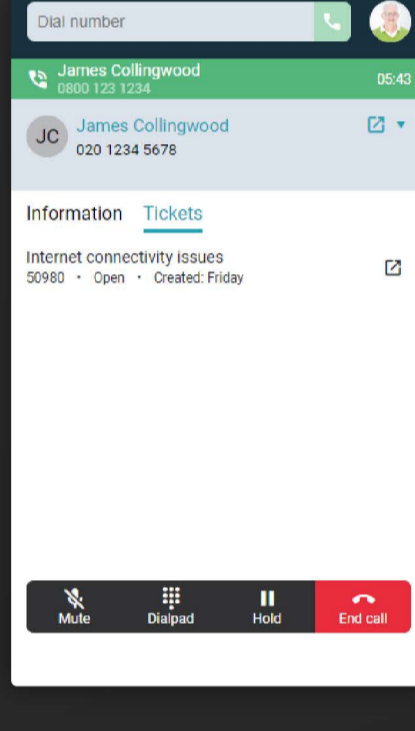 Dial number
James Collingwood
0800 123 1234
05:43
JC
James Collingwood
020 1234 5678
Information Tickets
Internet connectivity issues
50980 • Open • Created: Friday
Mute Dialpad Hold End call